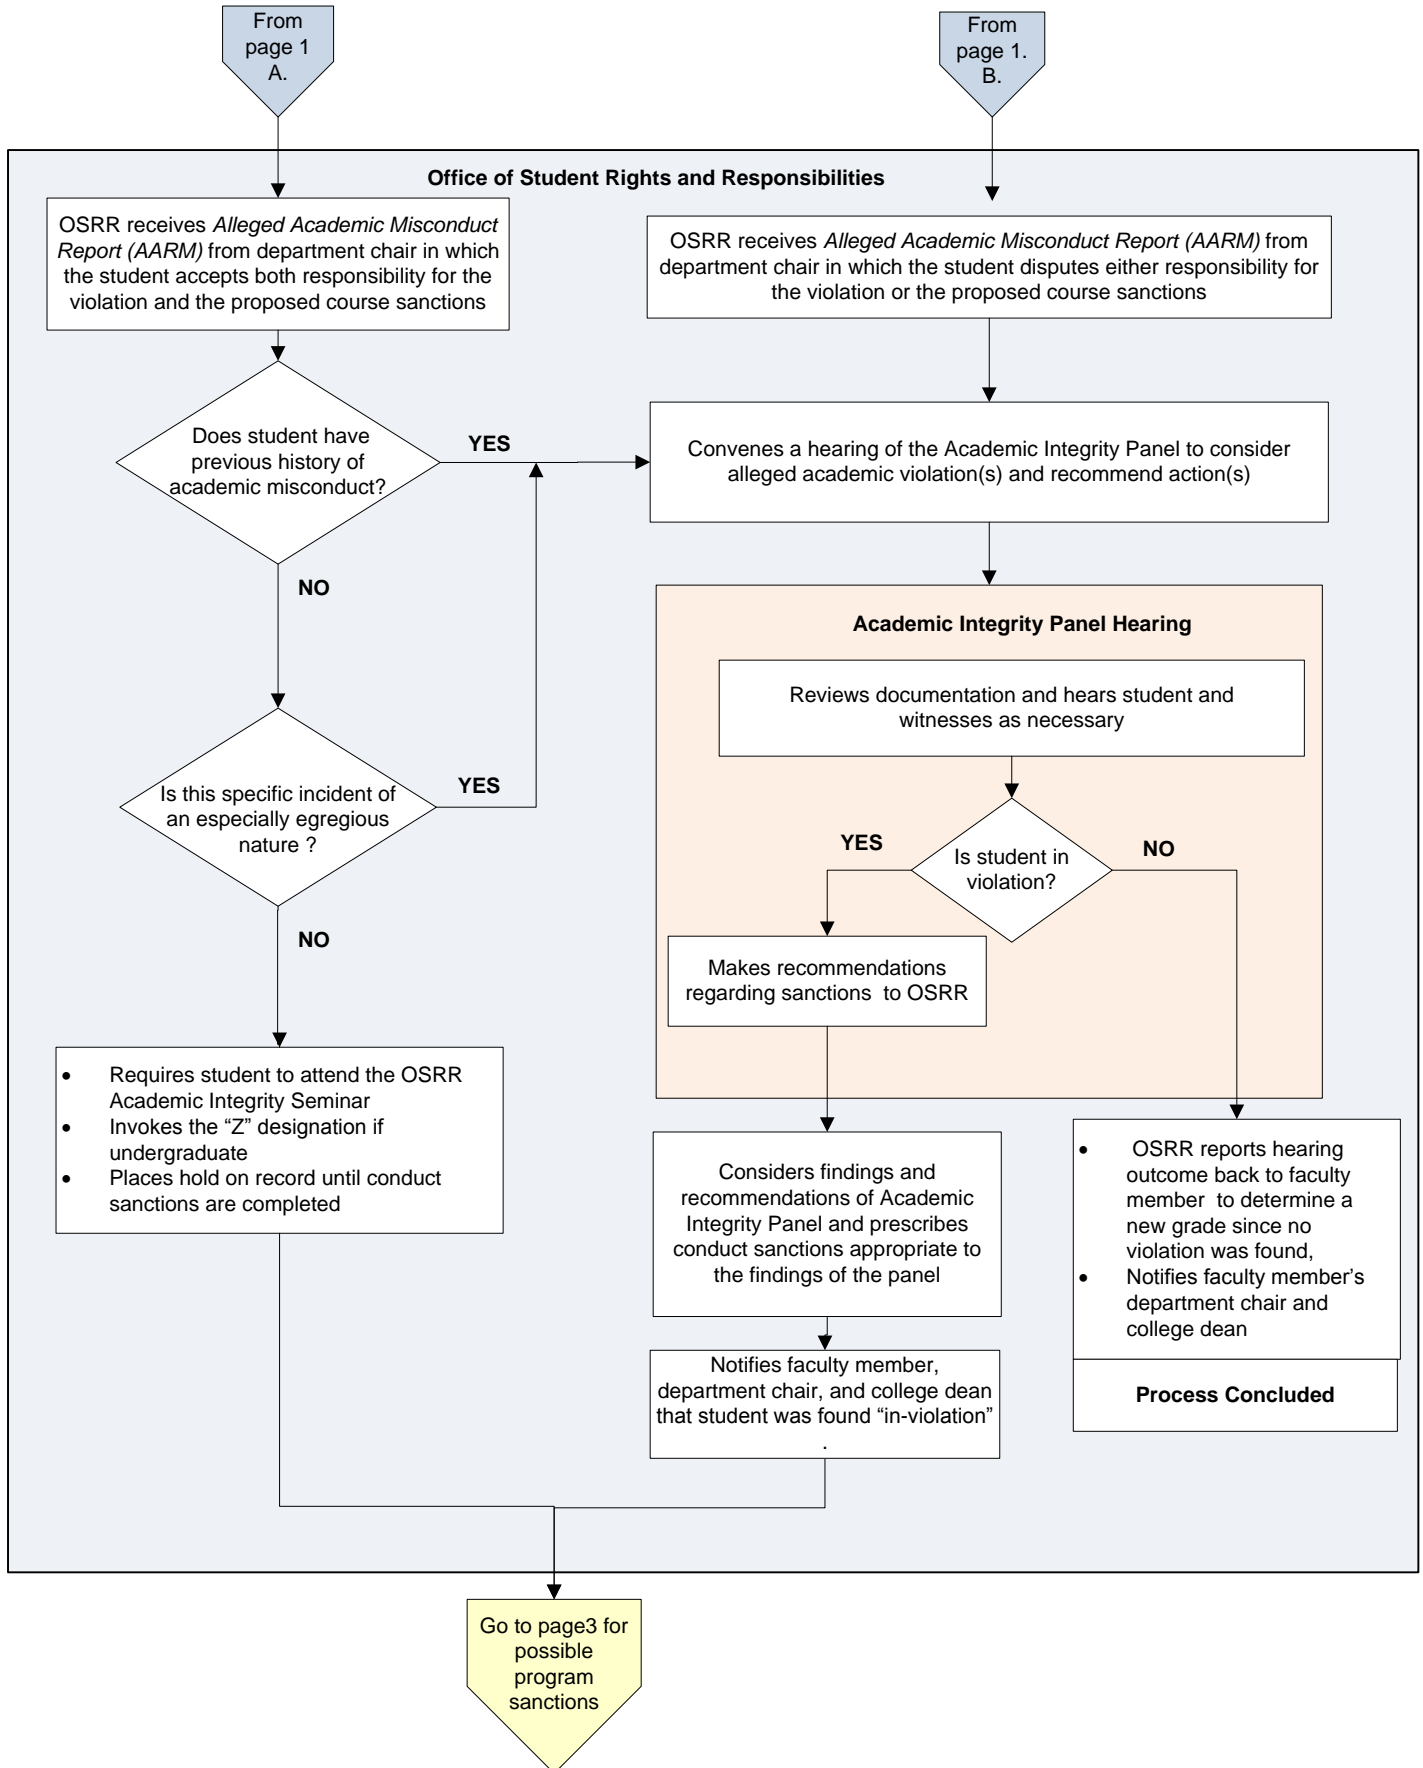 From
page 1
A.
From
page 1.
B.
Office of Student Rights and Responsibilities
OSRR receives Alleged Academic Misconduct
Report (AARM) from department chair in which
the student accepts both responsibility for the
violation and the proposed course sanctions
OSRR receives Alleged Academic Misconduct Report (AARM) from
department chair in which the student disputes either responsibility for
the violation or the proposed course sanctions
Does student have
previous history of
academic misconduct?
YES
NO
Convenes a hearing of the Academic Integrity Panel to consider
alleged academic violation(s) and recommend action(s)
Is this specific incident of
an especially egregious
nature ?
YES
NO
Academic Integrity Panel Hearing
Reviews documentation and hears student and
witnesses as necessary
Is student in
violation?
YES
NO
Makes recommendations
regarding sanctions  to OSRR
• Requires student to attend the OSRR
Academic Integrity Seminar
• Invokes the “Z” designation if
undergraduate
• Places hold on record until conduct
sanctions are completed
Considers findings and
recommendations of Academic
Integrity Panel and prescribes
conduct sanctions appropriate to
the findings of the panel
• OSRR reports hearing
outcome back to faculty
member  to determine a
new grade since no
violation was found,
• Notifies faculty member’s
department chair and
college dean
Process Concluded
Notifies faculty member,
department chair, and college dean
that student was found “in-violation”
.
Go to page3 for
possible
program
sanctions